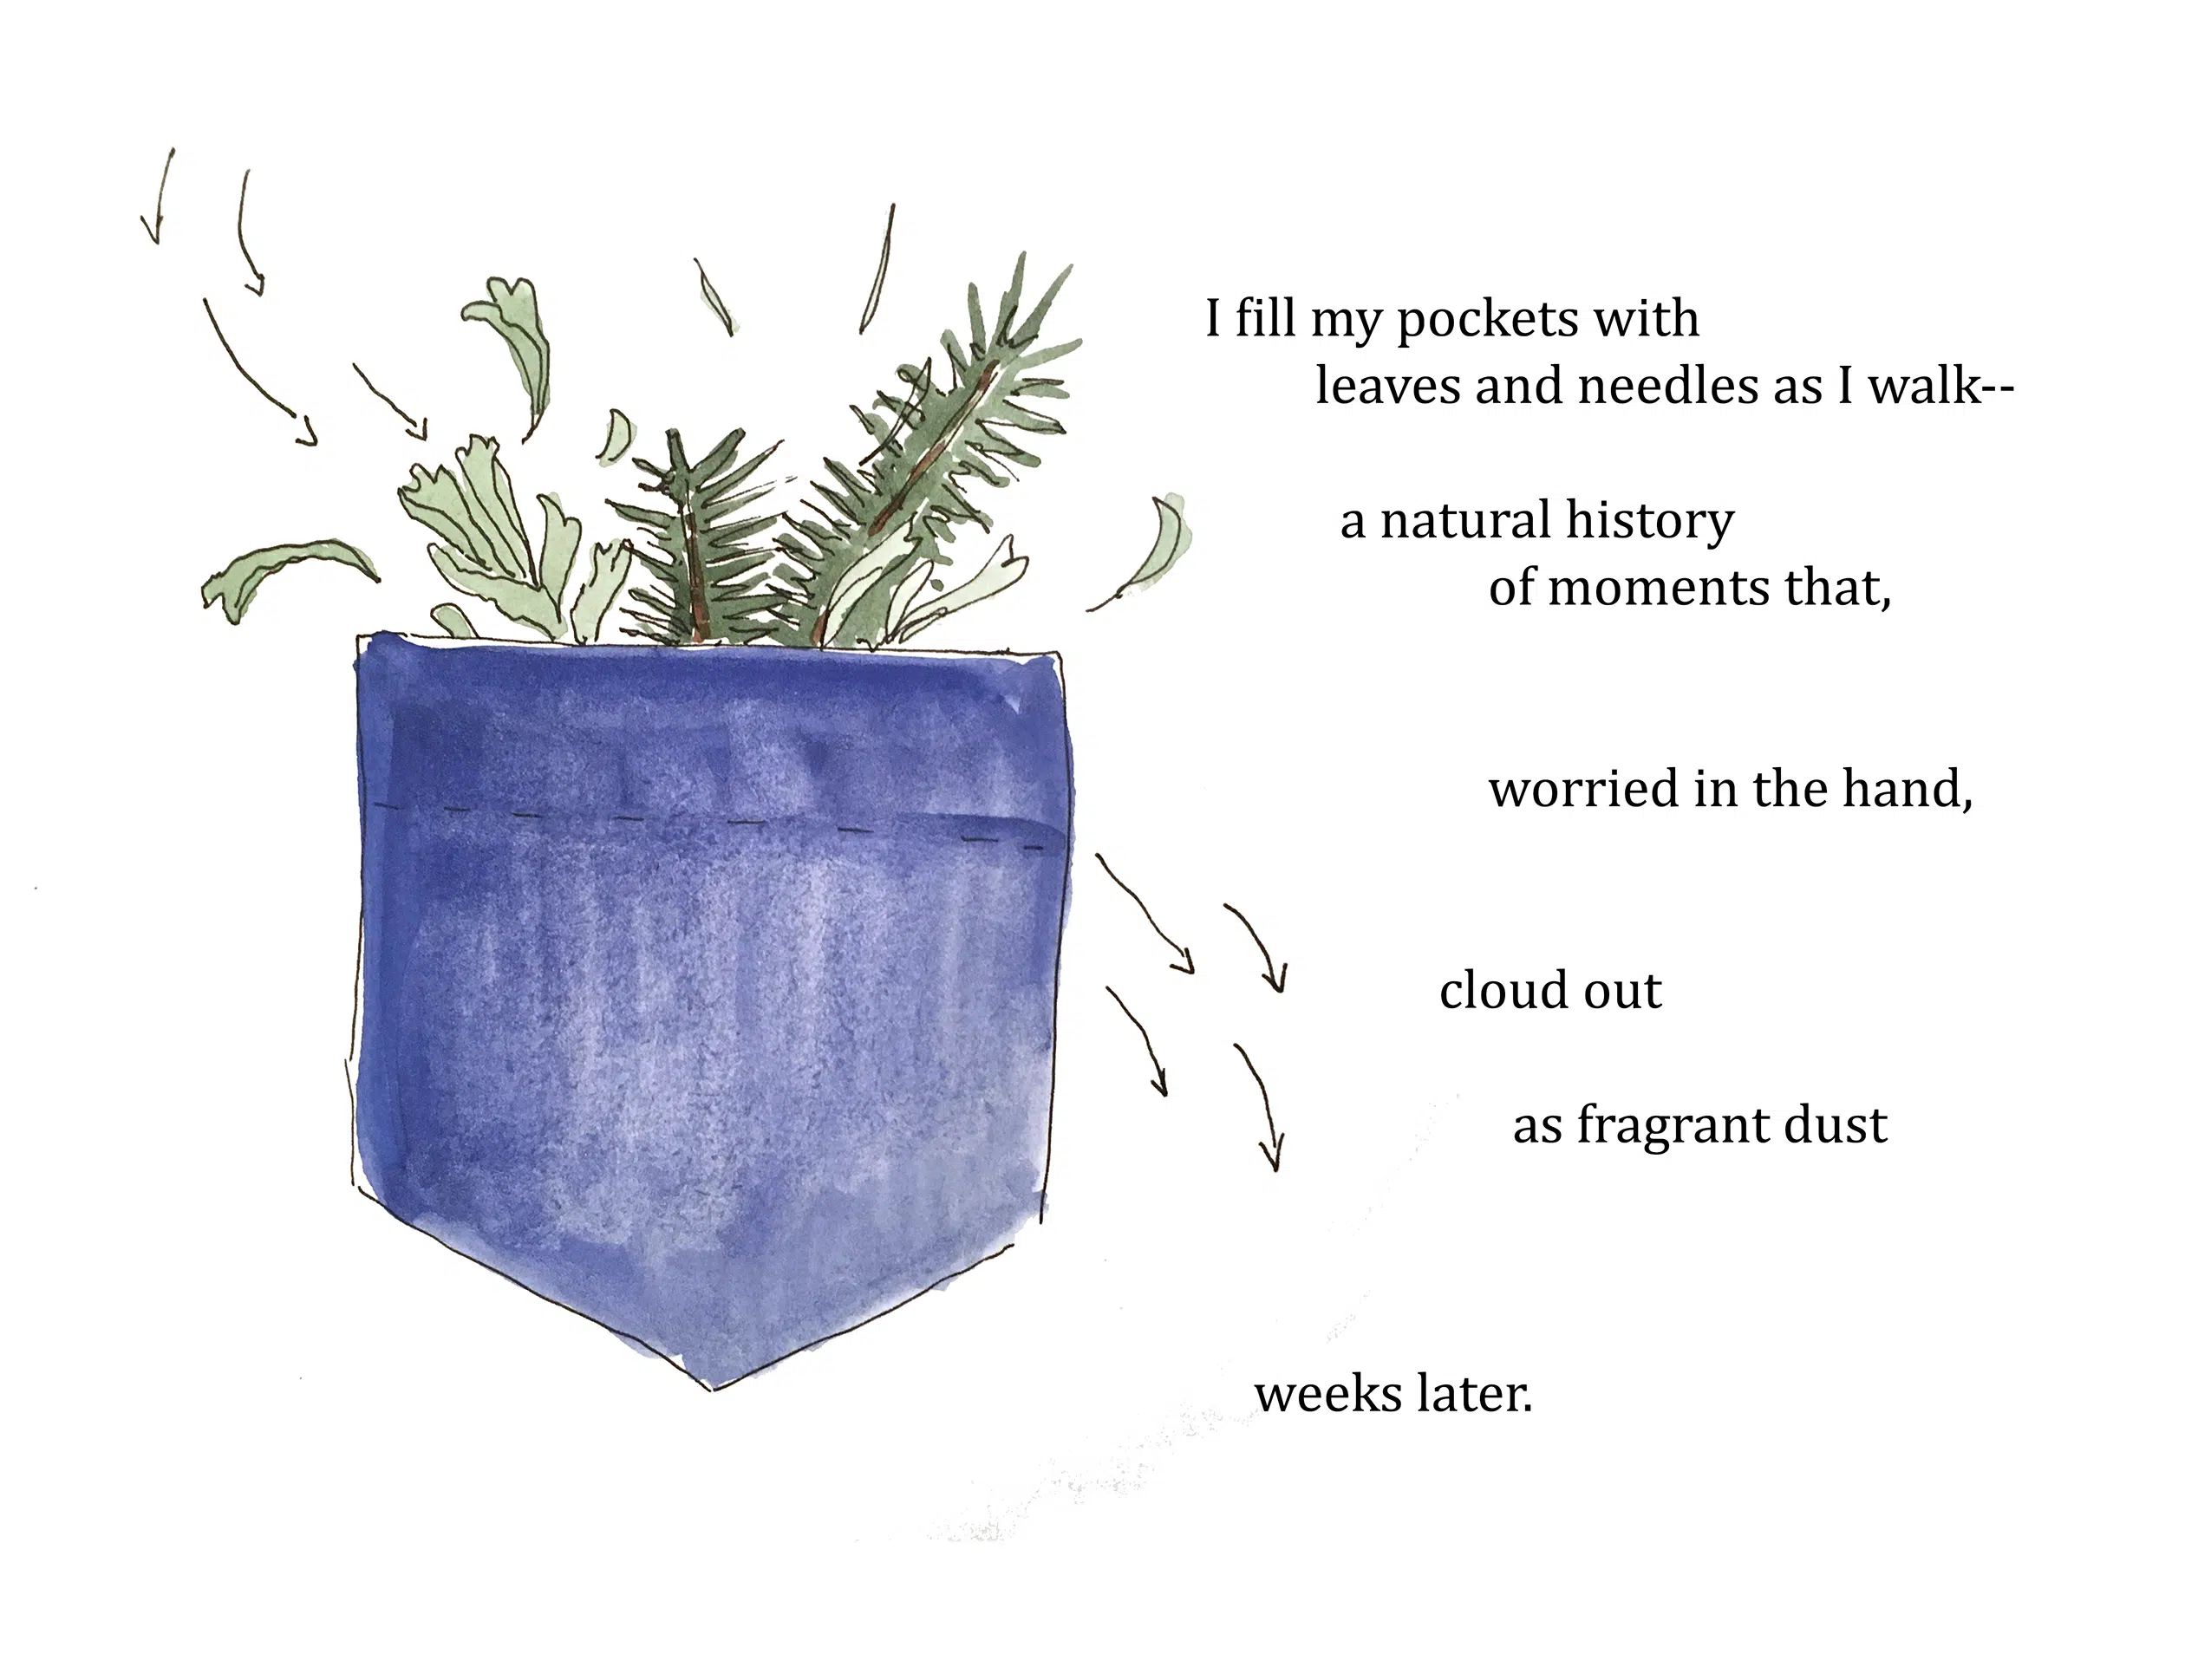 I fill my pockets with
leaves and needles as I walk--
a natural history
of moments that,
worried in the hand,
cloud out
as fragrant dust
weeks later.